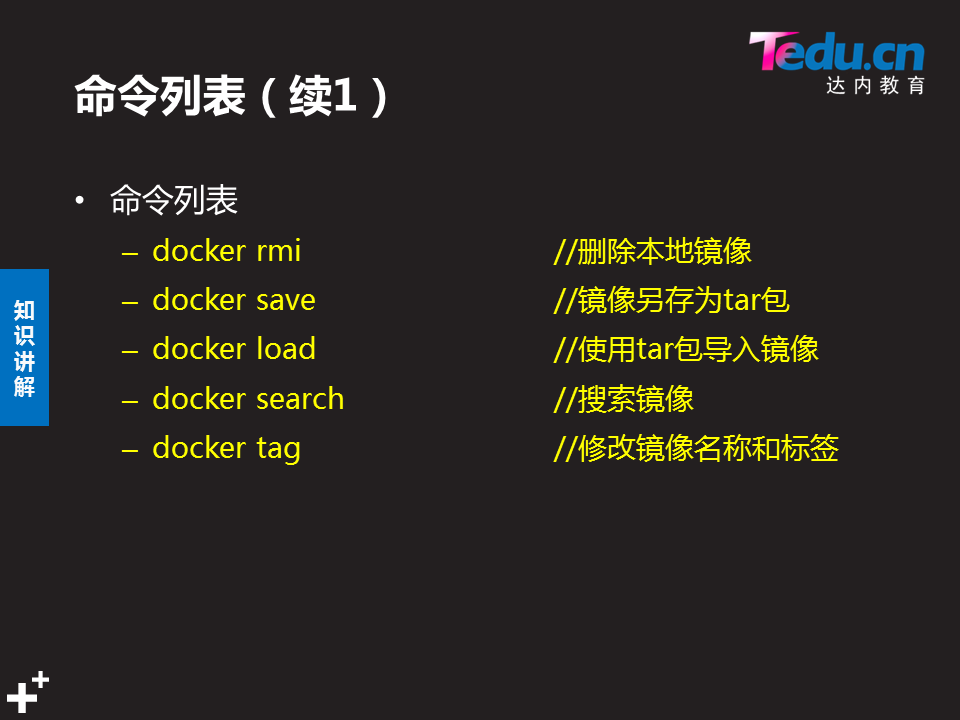 Tedu.cn
达内教育
命令列表（续1）
• 命令列表
– docker rmi //删除本地镜像
– docker save //镜像另存为tar包
– docker load //使用tar包导入镜像
– docker search //搜索镜像
– docker tag //修改镜像名称和标签
知
识
讲
解